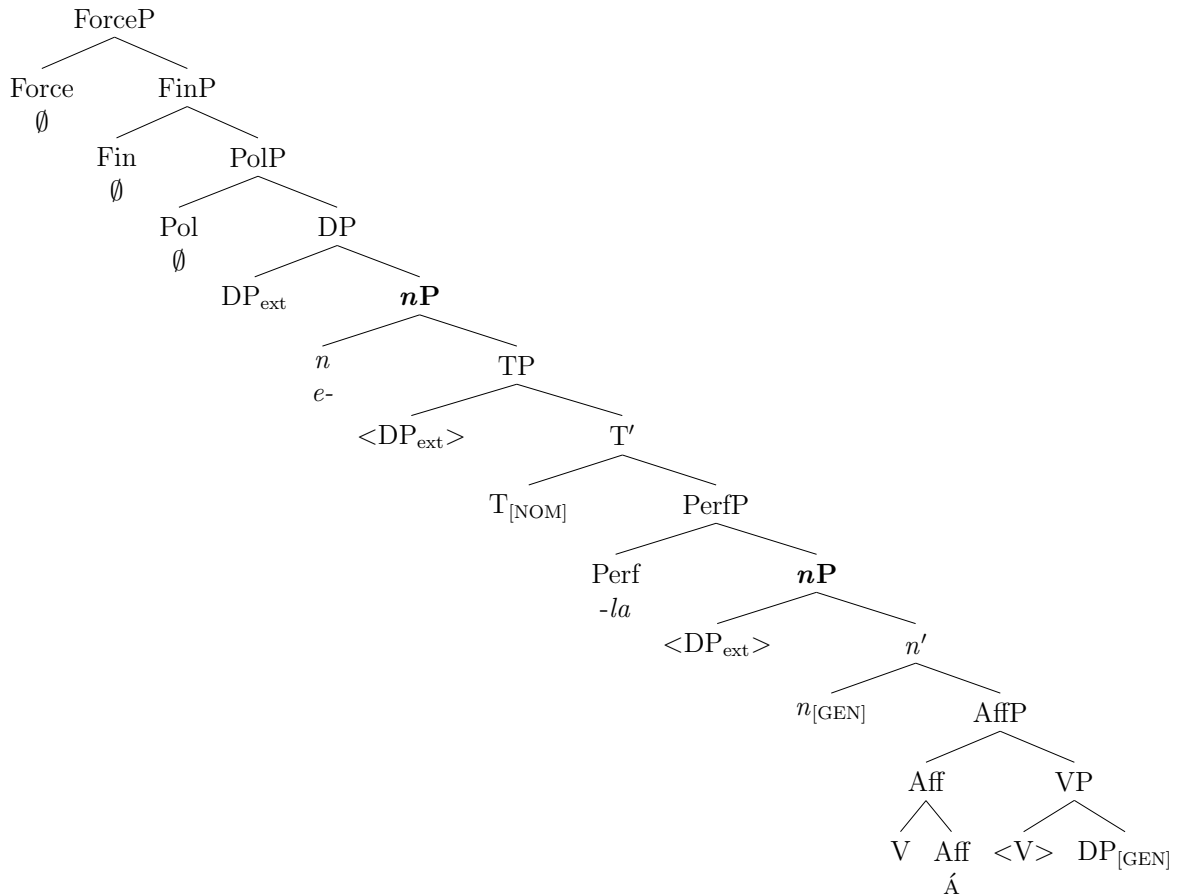 ForceP
Force FinP
∅
Fin PolP
∅
Pol DP
∅
DPext nP
n TP
e-
<DPext> T′
T[NOM] PerfP
Perf nP
-la
<DPext> n′
n[GEN] AffP
Aff VP
V Aff <V> DP[GEN]
Á